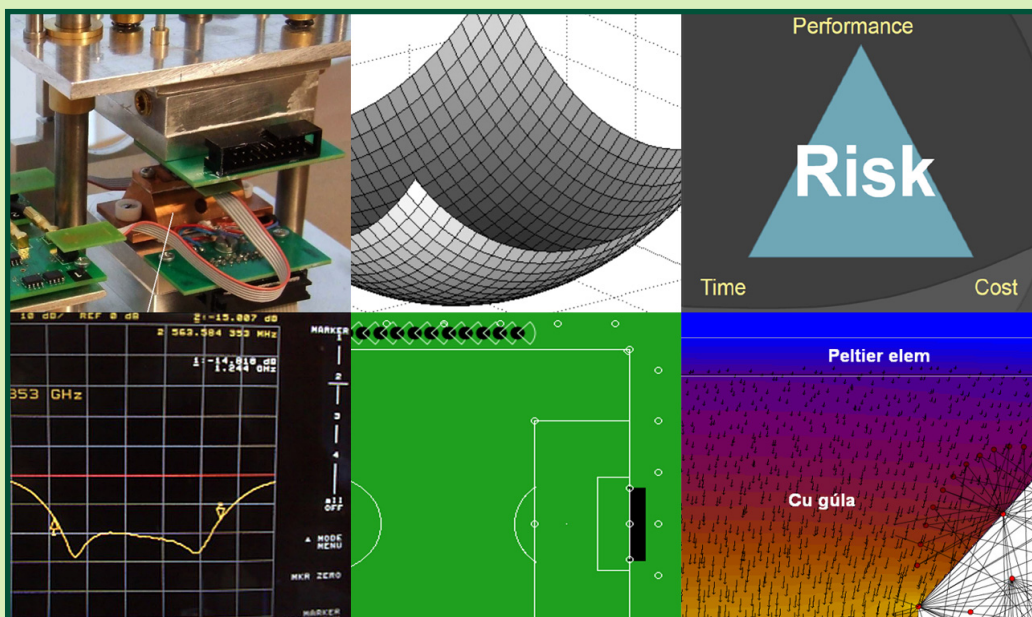 Performance
Risk
Time
Cost
10 dB/ REF 0 dB
2:-15.007 dB
2 563.584 353 MHz
1:-14.810 dB
1.244 GHz
353 GHz
MARKER
1
2
3
4
all
OFF
▲ MODE
MENU
MKR ZERO
MARKER
Peltier elem
Cu gúla
L